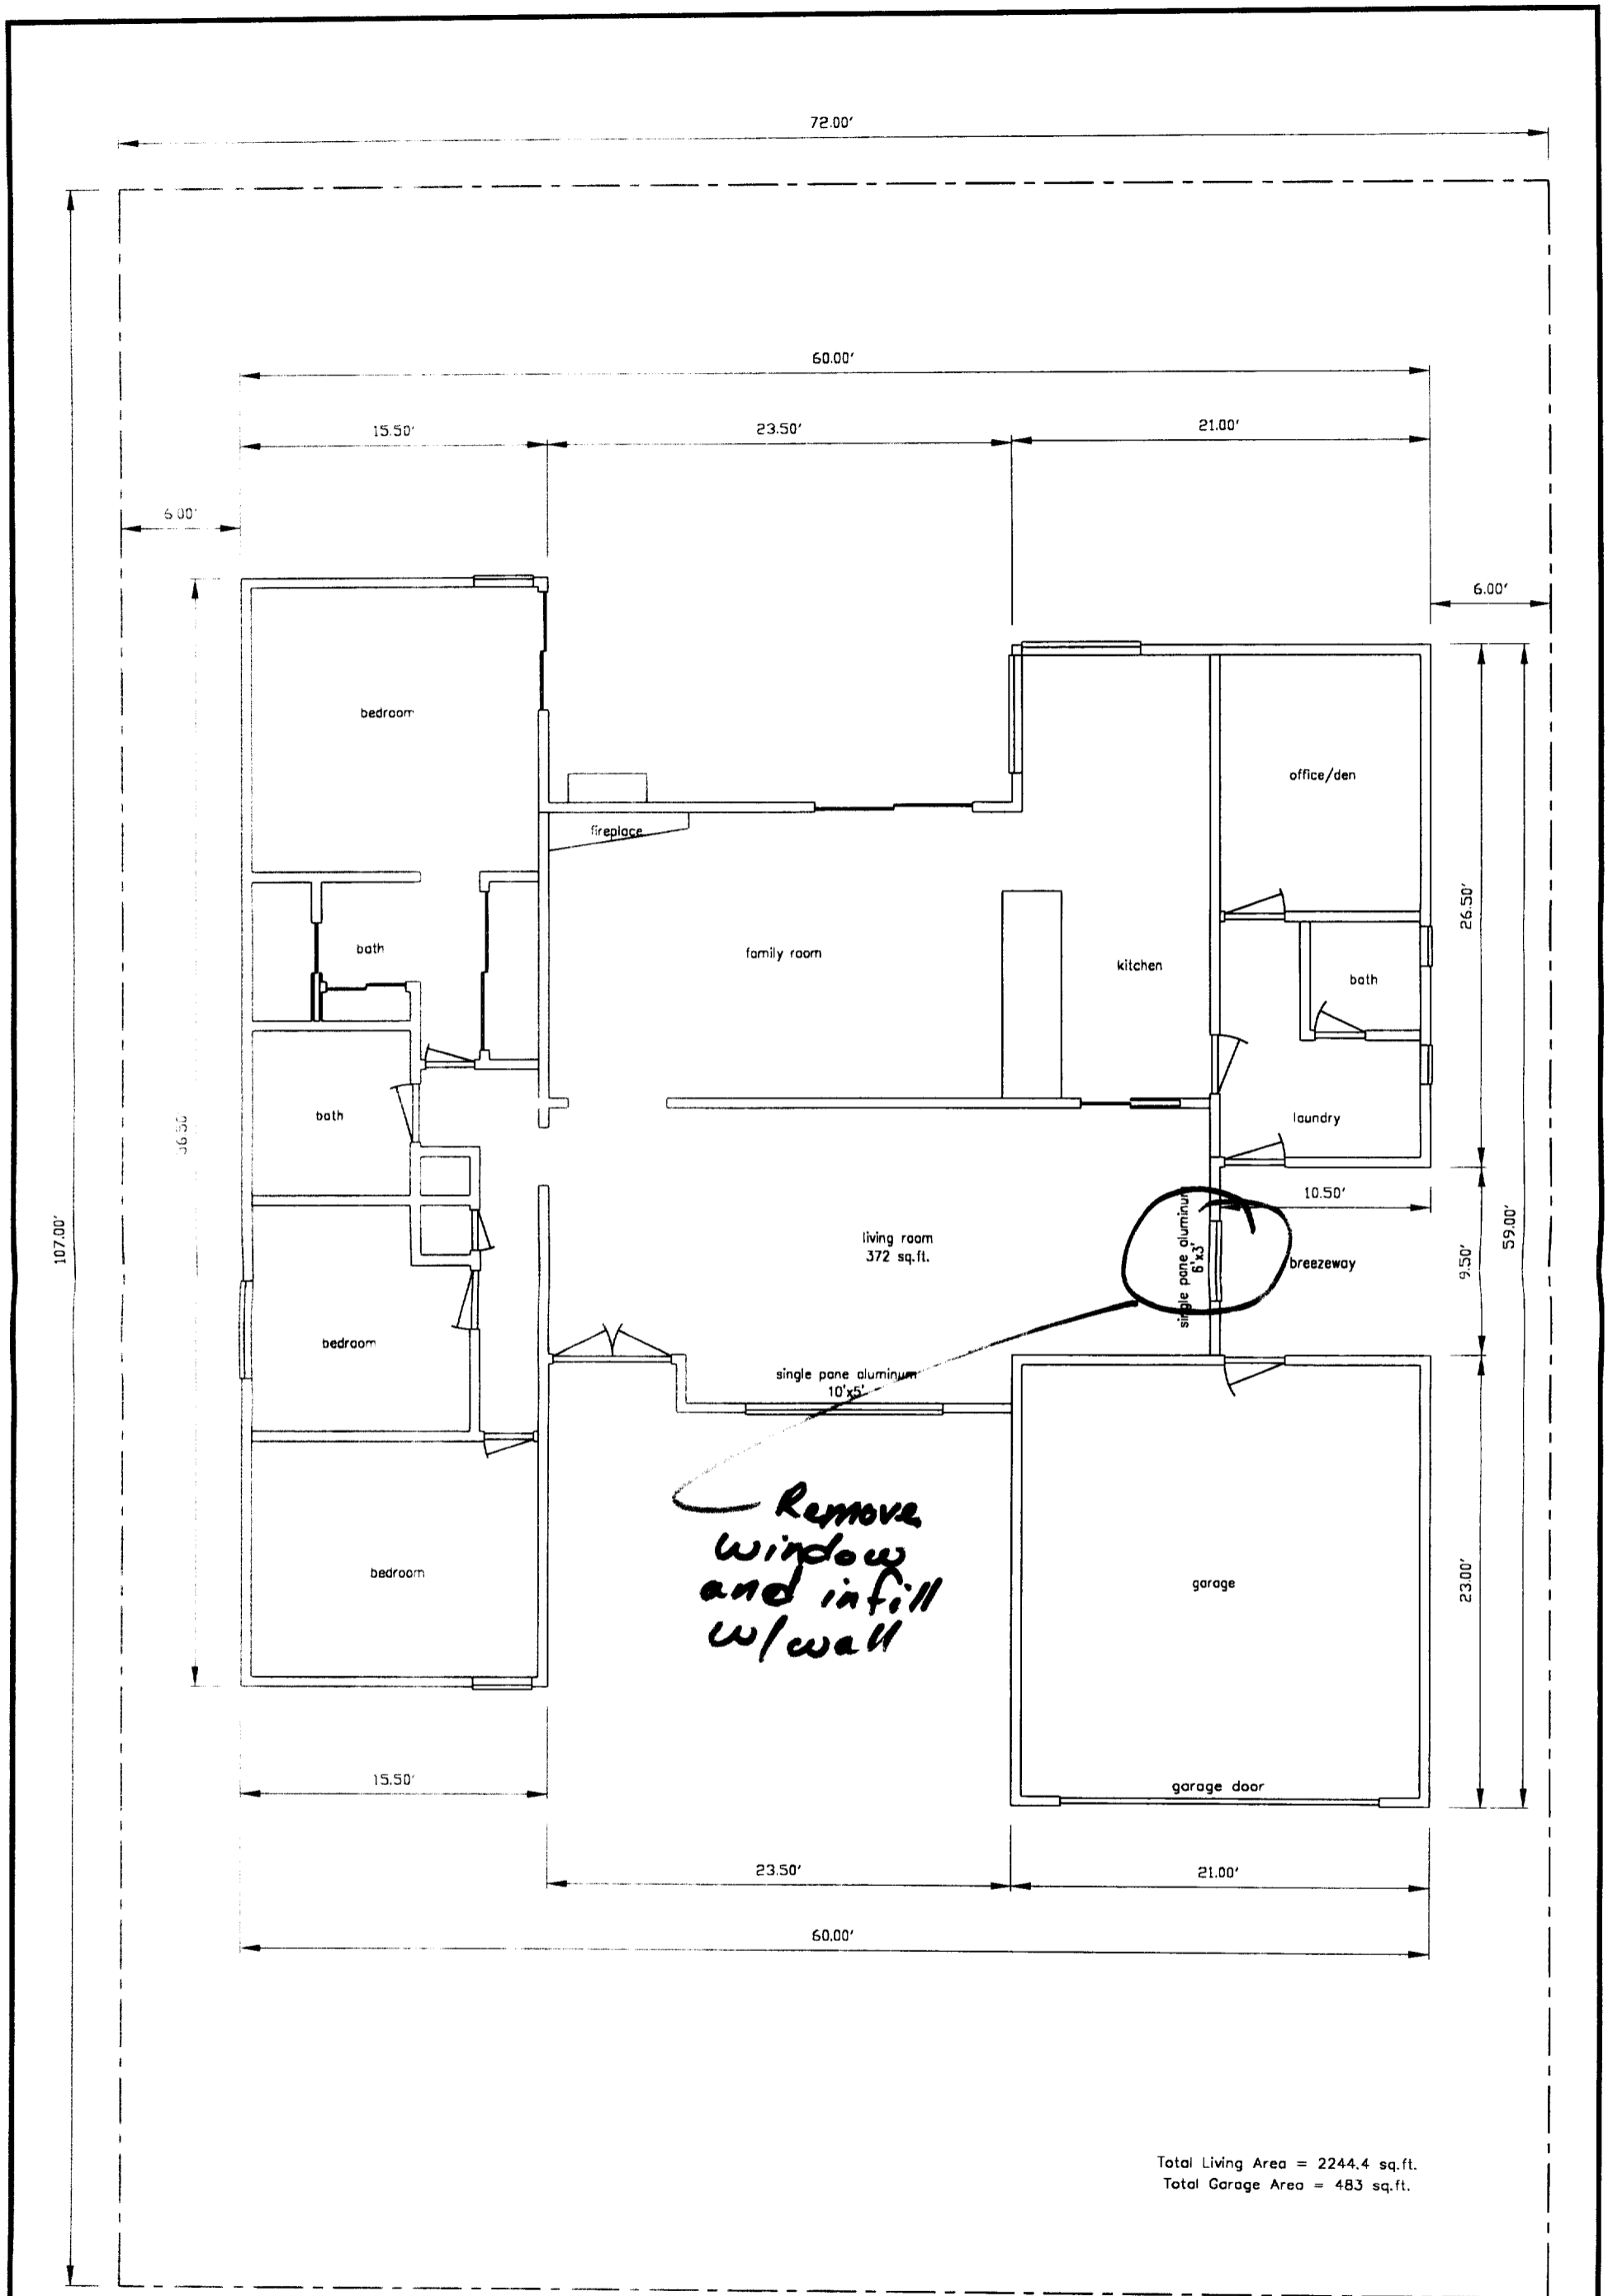 72.00'
60.00'
15.50'
23.50'
21.00'
6.00'
6.00'
bedroom
office/den
fireplace
bath
family room
kitchen
bath
26.50'
bath
laundry
56.50'
10.50'
107.00'
living room
372 sq.ft.
single pane aluminum
6'x3'
breezeway
9.50'
59.00'
bedroom
single pane aluminum
10'x5'
Remove
window
and infill
w/wall
bedroom
garage
23.00'
garage door
15.50'
23.50'
21.00'
60.00'
Total Living Area = 2244.4 sq.ft.
Total Garage Area = 483 sq.ft.